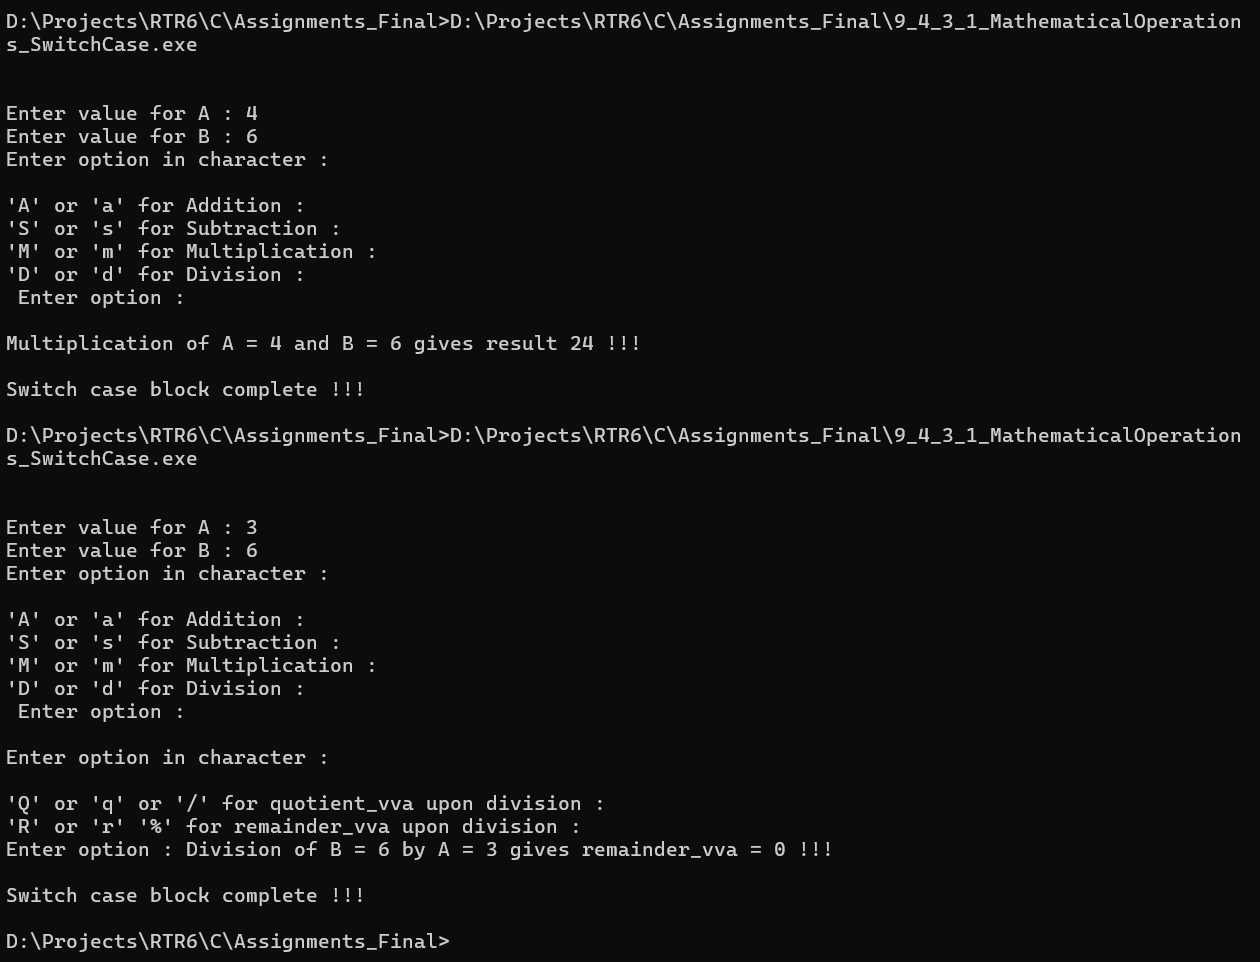 D:\Projects\RTR6\C\Assignments_Final>D:\Projects\RTR6\C\Assignments_Final\9_4_3_1_MathematicalOperation
s_SwitchCase.exe
Enter value for A : 4
Enter value for B : 6
Enter option in character :
'A' or 'a' for Addition :
'S' or 's' for Subtraction :
'M' or 'm' for Multiplication :
'D' or 'd' for Division :
Enter option :
Multiplication of A = 4 and B = 6 gives result 24 !!!
Switch case block complete !!!
D:\Projects\RTR6\C\Assignments_Final>D:\Projects\RTR6\C\Assignments_Final\9_4_3_1_MathematicalOperation
s_SwitchCase.exe
Enter value for A : 3
Enter value for B : 6
Enter option in character :
'A' or 'a' for Addition :
'S' or 's' for Subtraction :
'M' or 'm' for Multiplication :
'D' or 'd' for Division :
Enter option :
Enter option in character :
'Q' or 'q' or '/' for quotient_vva upon division :
'R' or 'r' '%' for remainder_vva upon division :
Enter option : Division of B = 6 by A = 3 gives remainder_vva = 0 !!!
Switch case block complete !!!
D:\Projects\RTR6\C\Assignments_Final>